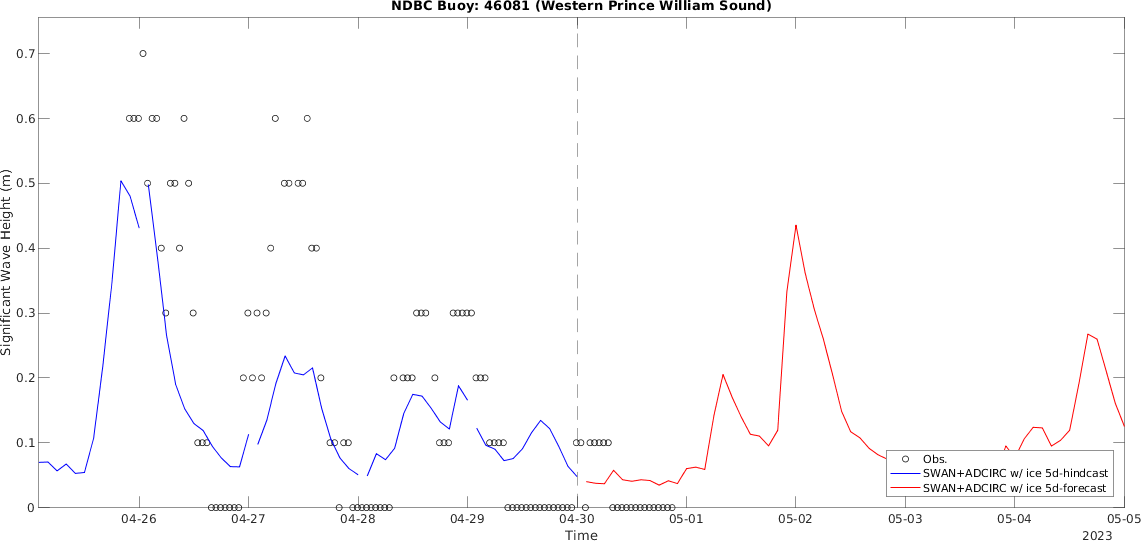 NDBC Buoy: 46081 (Western Prince William Sound)
Significant Wave Height (m)
0.7
0.6
0.5
0.4
0.3
0.2
0.1
0
Obs.
SWAN+ADCIRC w/ ice 5d-hindcast
SWAN+ADCIRC w/ ice 5d-forecast
04-26 04-27 04-28 04-29 04-30 05-01 05-02 05-03 05-04 05-05
Time
2023